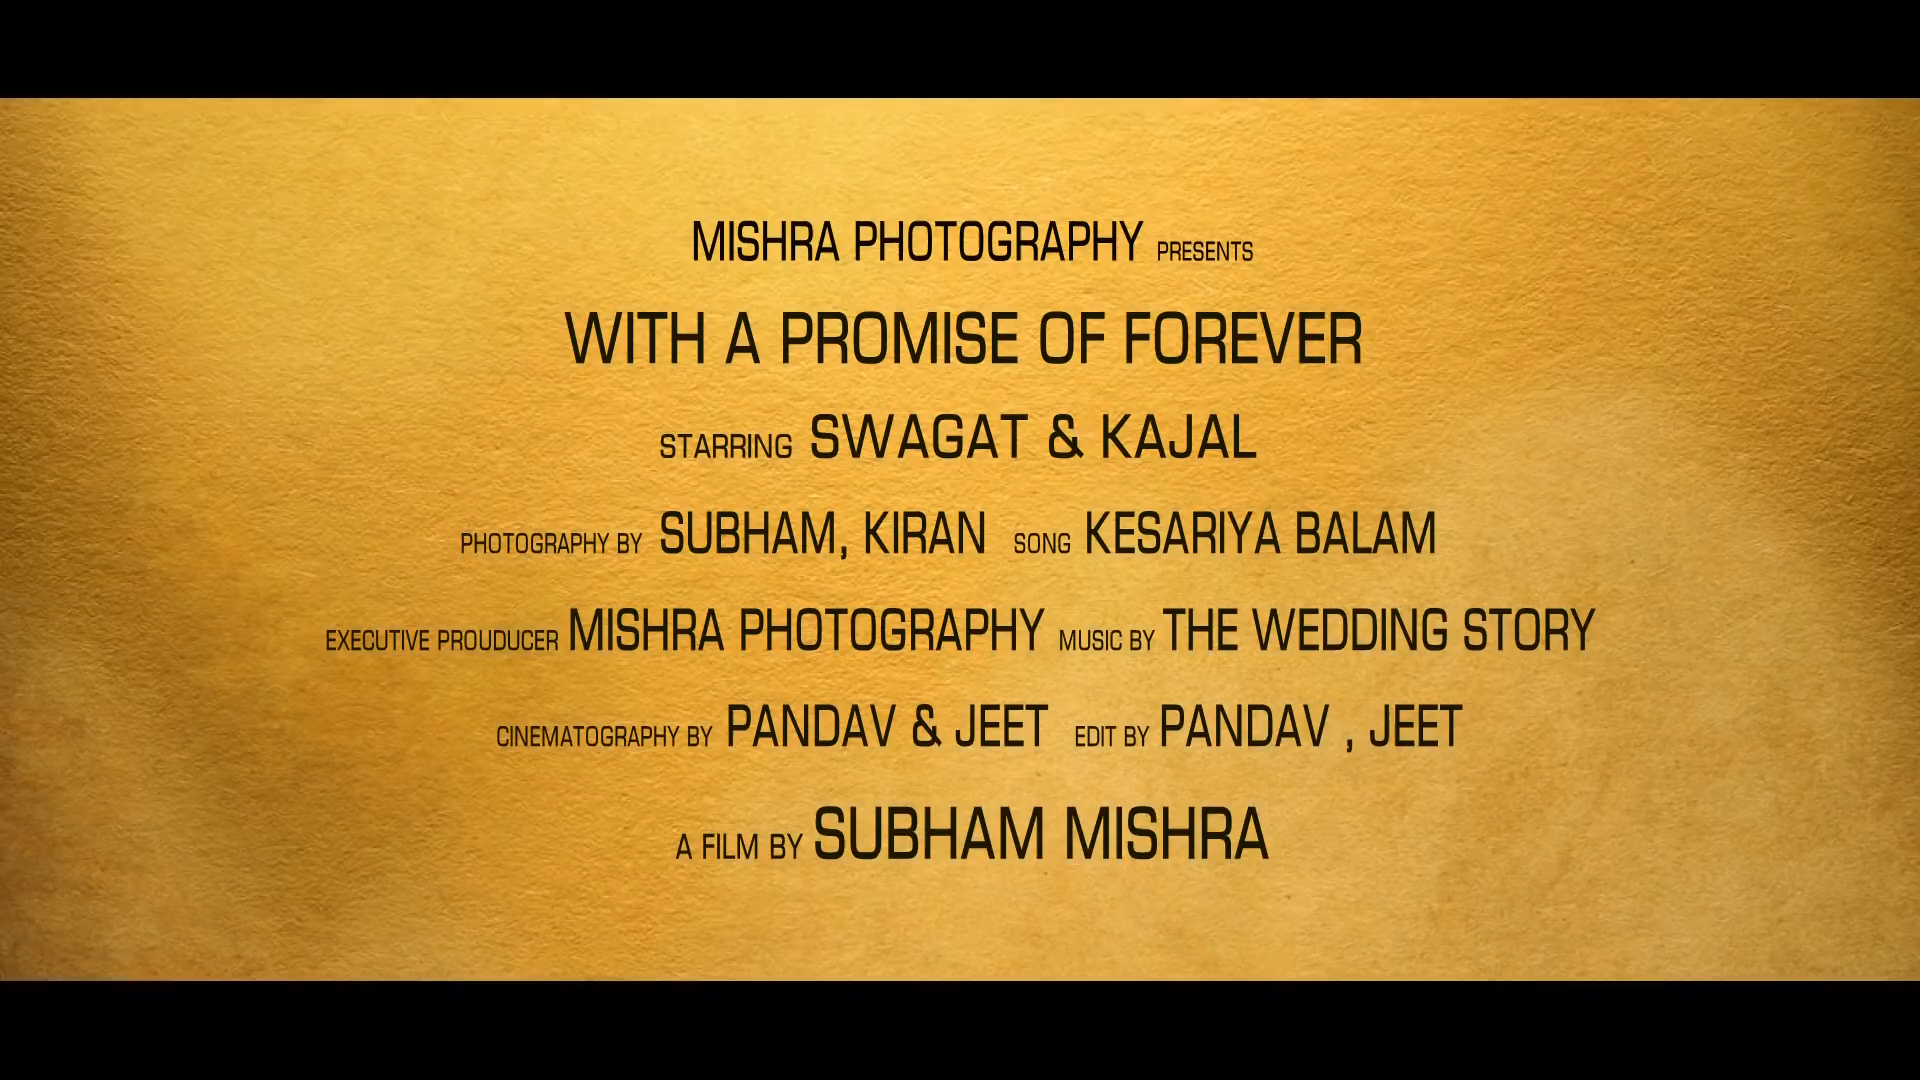 MISHRA PHOTOGRAPHY PRESENTS
WITH A PROMISE OF FOREVER
STARRING SWAGAT & KAJAL
PHOTOGRAPHY BY SUBHAM, KIRAN SONG KESARIYA BALAM
EXECUTIVE PROUDUCER MISHRA PHOTOGRAPHY MUSIC BY THE WEDDING STORY
CINEMATOGRAPHY BY PANDAV & JEET EDIT BY PANDAV , JEET
A FILM BY SUBHAM MISHRA